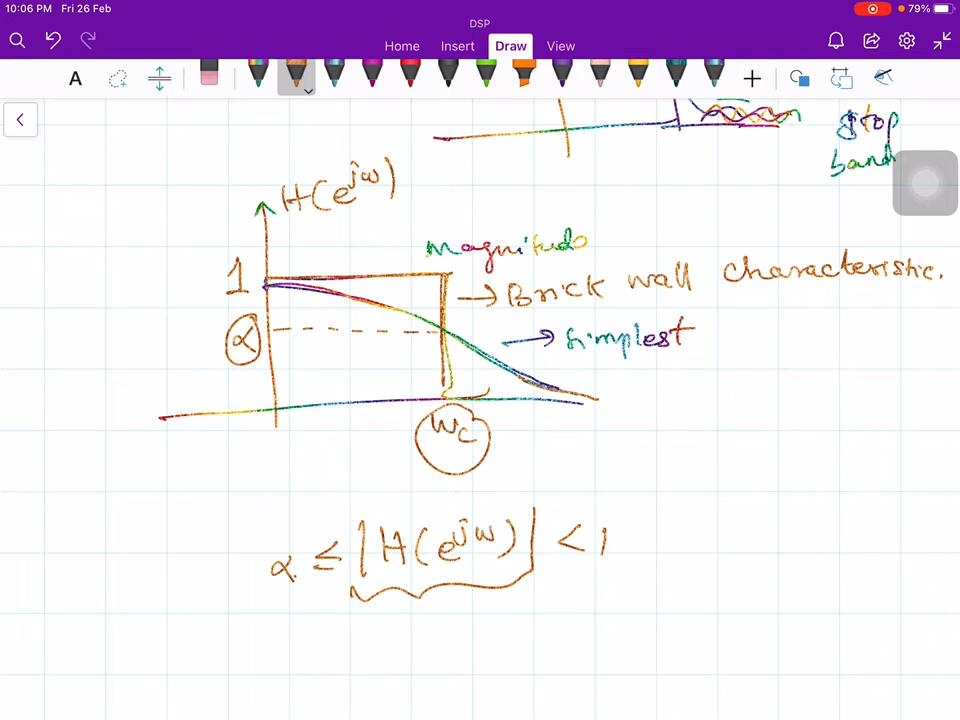 10:06 PM Fri 26 Feb
79%
DSP
Home Insert Draw View
A
stop
band
H(e^jω)
magnitude
1
→ Brick wall characteristic.
α
→ simplest
ωc
α ≤ |H(e^jω)| < 1